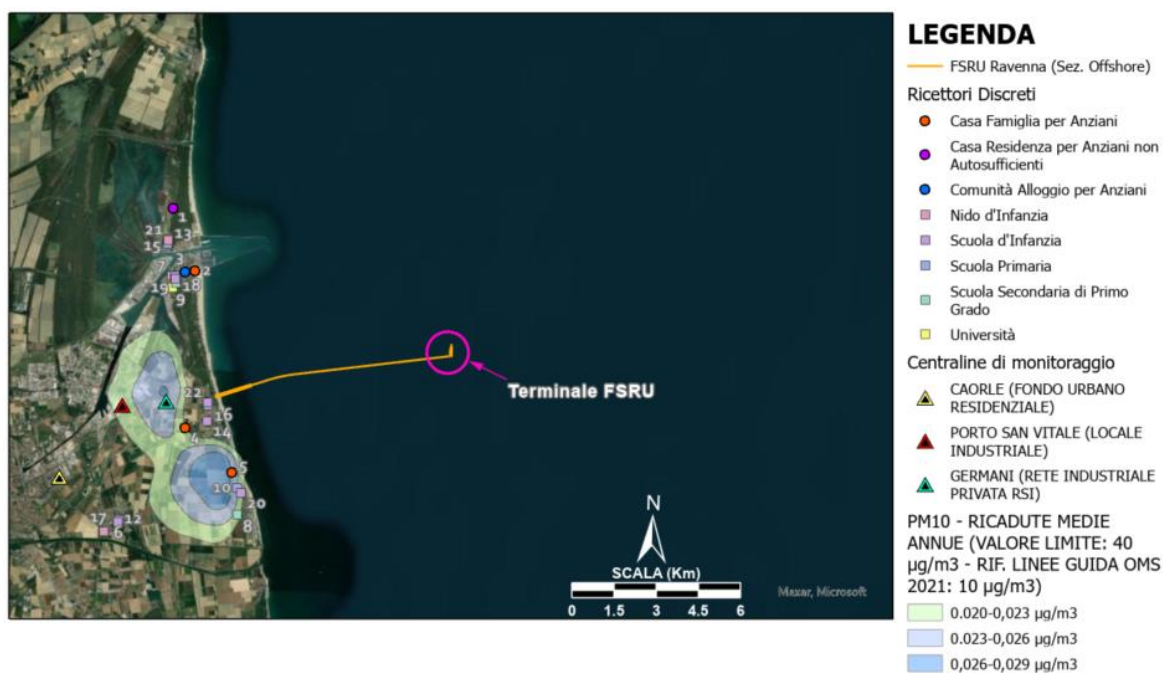 LEGENDA
FSRU Ravenna (Sez. Offshore)
Ricettori Discreti
Casa Famiglia per Anziani
Casa Residenza per Anziani non
Autosufficienti
Comunità Alloggio per Anziani
Nido d'Infanzia
Scuola d'Infanzia
Scuola Primaria
Scuola Secondaria di Primo
Grado
Università
Centraline di monitoraggio
CAORLE (FONDO URBANO
RESIDENZIALE)
PORTO SAN VITALE (LOCALE
INDUSTRIALE)
GERMANI (RETE INDUSTRIALE
PRIVATA RSI)
PM10 - RICADUTE MEDIE
ANNUE (VALORE LIMITE: 40
µg/m3 - RIF. LINEE GUIDA OMS
2021: 10 µg/m3)
0.020-0,023 µg/m3
0.023-0,026 µg/m3
0,026-0,029 µg/m3
1
21 13
15
3
7 2
19 18
9
Terminale FSRU
22
16
14
4
5
10
20
8
17 12
6
N
SCALA (Km)
0 1.5 3 4.5 6
Maxar, Microsoft